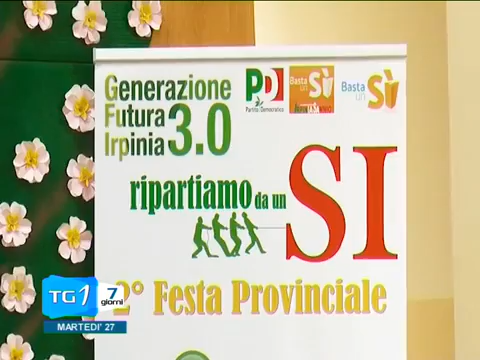 Generazione
Futura
Irpinia 3.0
PD
Partito Democratico
Basta un Sì
Basta un Sì
ripartiamo da un SI
2° Festa Provinciale
TG1 7 giorni
MARTEDI' 27